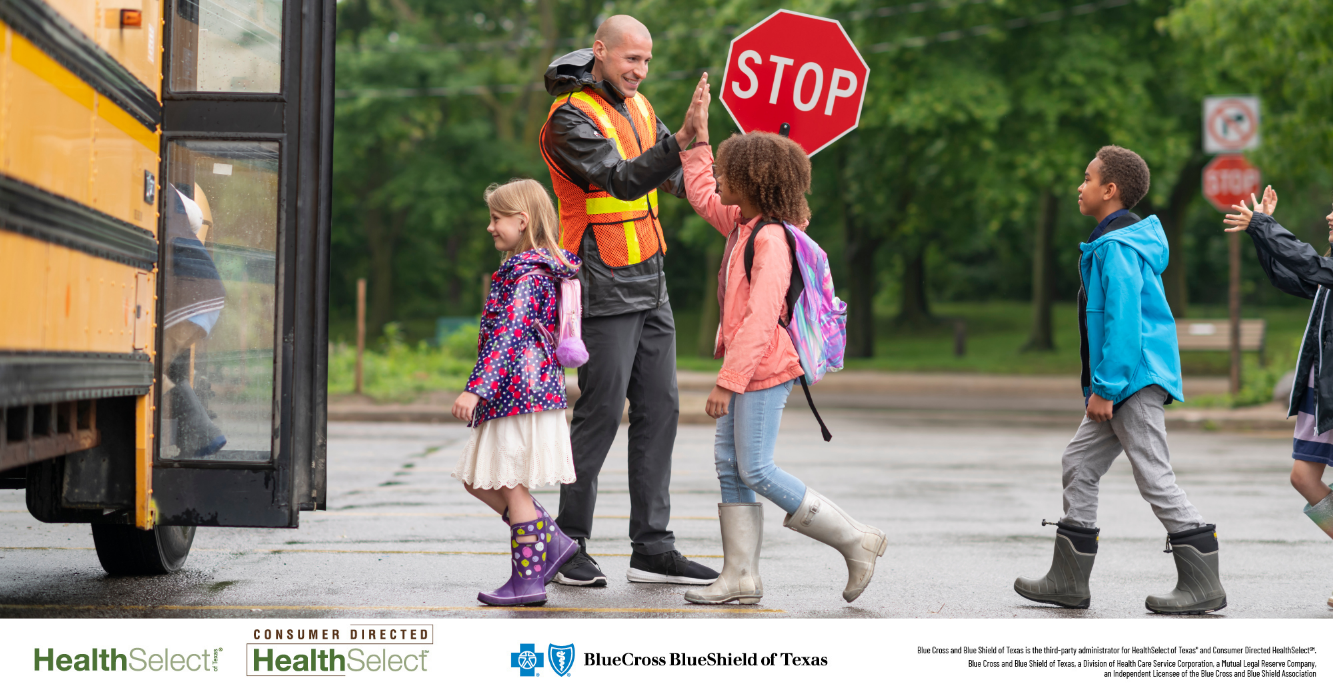 STOP
STOP
CONSUMER DIRECTED
HealthSelect of Texas®
HealthSelect℠
BlueCross BlueShield of Texas
Blue Cross and Blue Shield of Texas is the third-party administrator for HealthSelect of Texas® and Consumer Directed HealthSelect℠.
Blue Cross and Blue Shield of Texas, a Division of Health Care Service Corporation, a Mutual Legal Reserve Company,
an Independent Licensee of the Blue Cross and Blue Shield Association